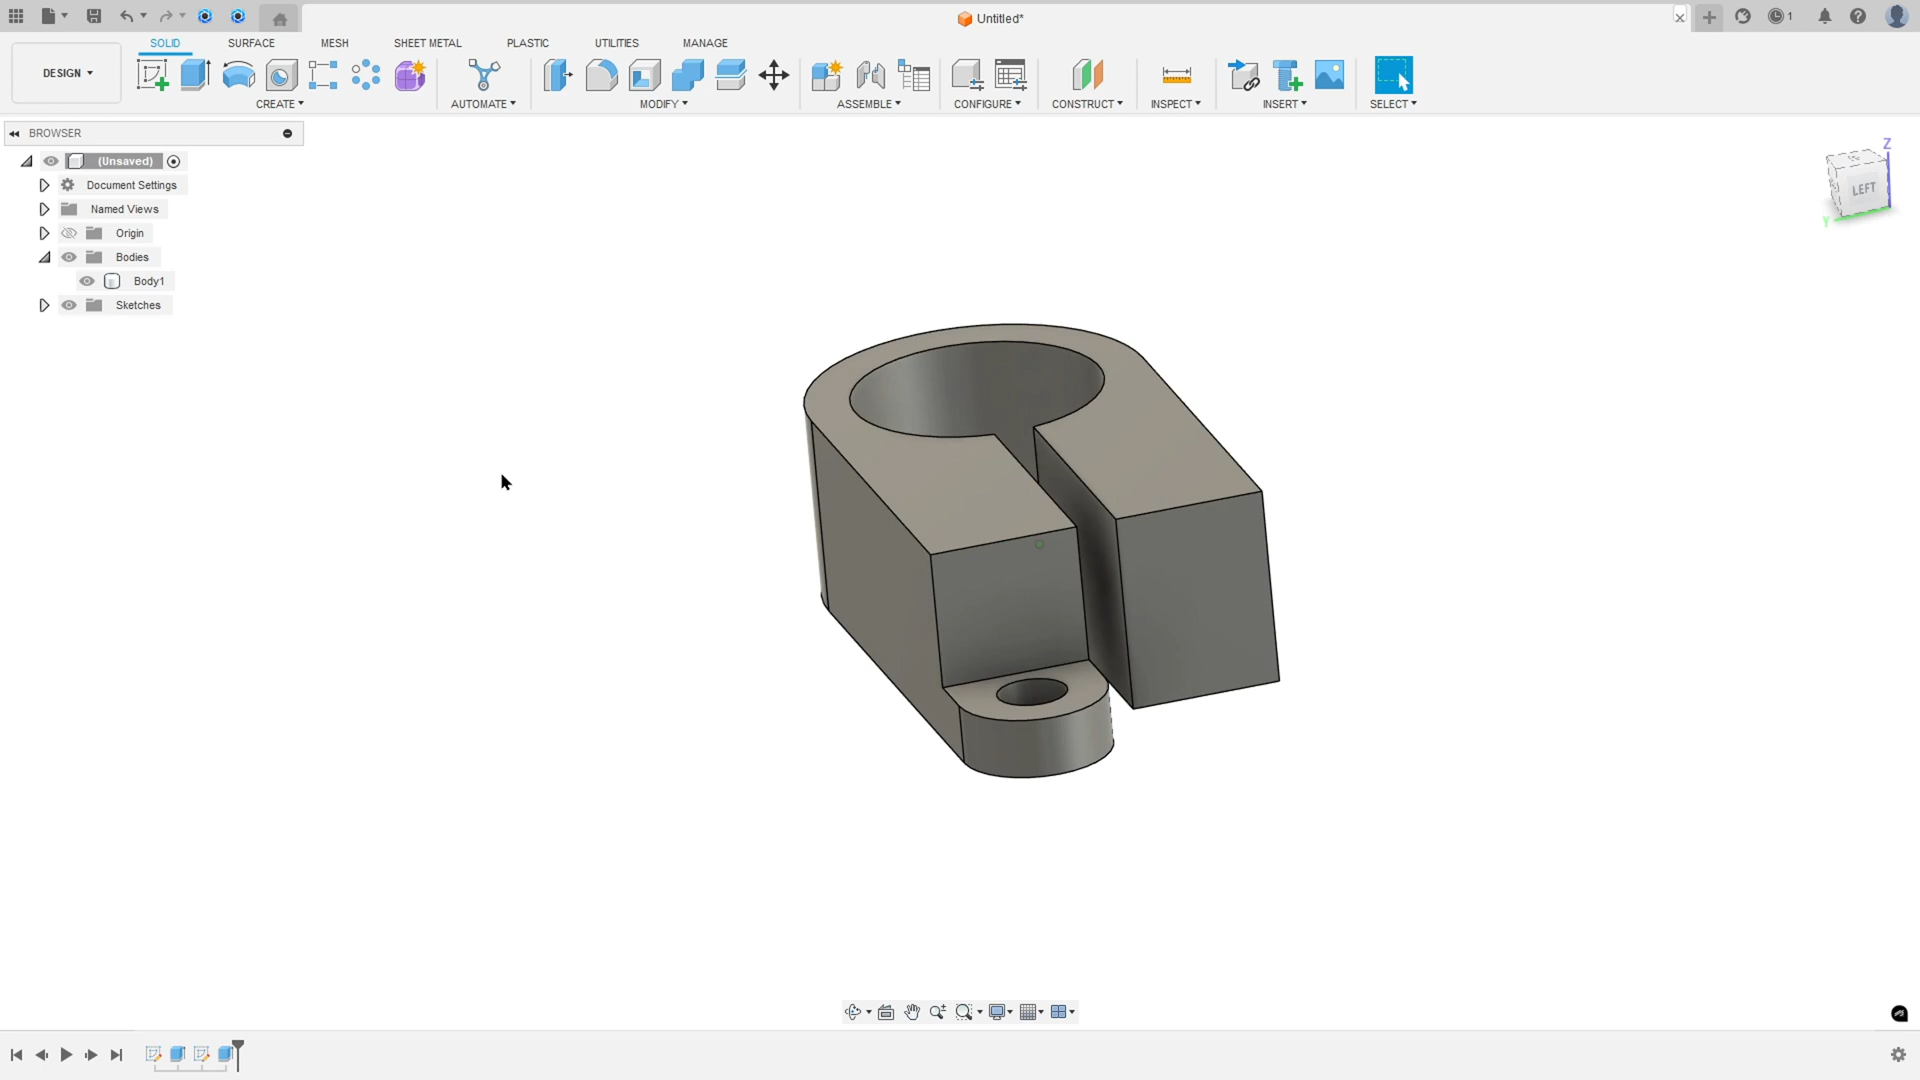 Untitled*
1
DESIGN
SOLID SURFACE MESH SHEET METAL PLASTIC UTILITIES MANAGE
CREATE AUTOMATE MODIFY ASSEMBLE CONFIGURE CONSTRUCT INSPECT INSERT SELECT
BROWSER
(Unsaved)
Document Settings
Named Views
Origin
Bodies
Body1
Sketches
Z
LEFT
Y